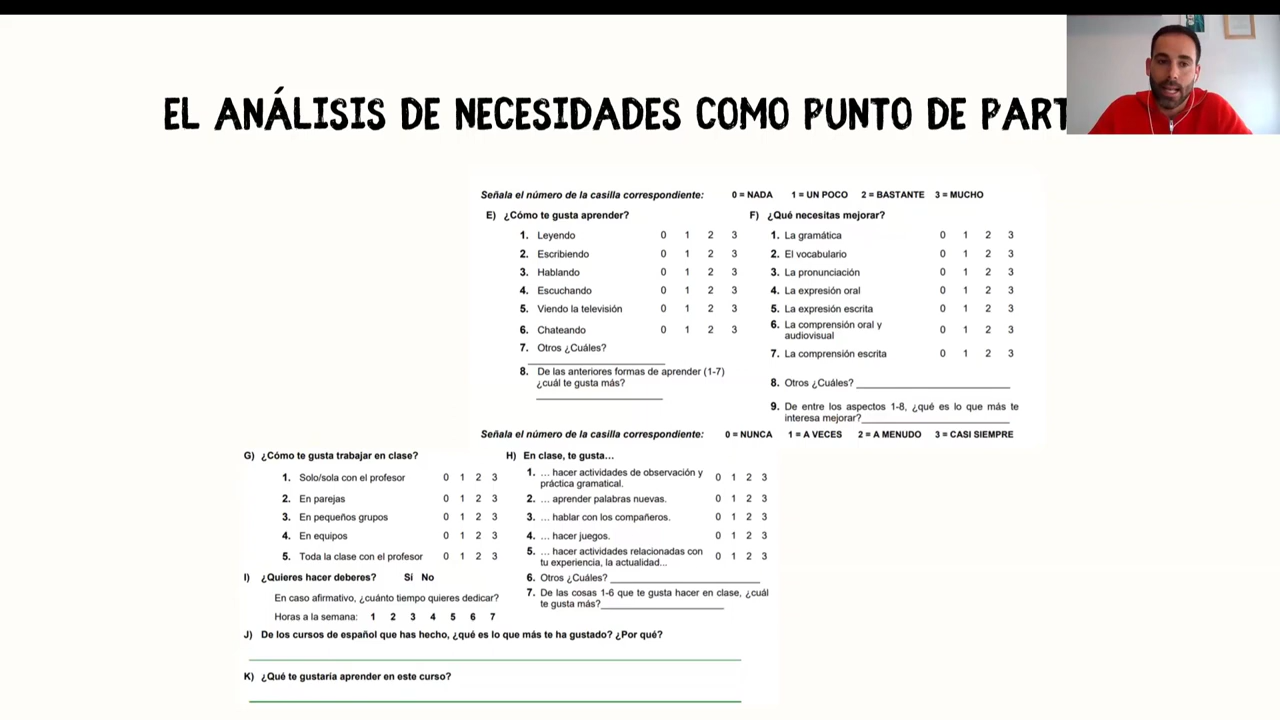 EL ANÁLISIS DE NECESIDADES COMO PUNTO DE PART
Señala el número de la casilla correspondiente: 0 = NADA 1 = UN POCO 2 = BASTANTE 3 = MUCHO
E) ¿Cómo te gusta aprender?
1. Leyendo 0 1 2 3
2. Escribiendo 0 1 2 3
3. Hablando 0 1 2 3
4. Escuchando 0 1 2 3
5. Viendo la televisión 0 1 2 3
6. Chateando 0 1 2 3
7. Otros ¿Cuáles?
8. De las anteriores formas de aprender (1-7)
¿cuál te gusta más?
F) ¿Qué necesitas mejorar?
1. La gramática 0 1 2 3
2. El vocabulario 0 1 2 3
3. La pronunciación 0 1 2 3
4. La expresión oral 0 1 2 3
5. La expresión escrita 0 1 2 3
6. La comprensión oral y
audiovisual 0 1 2 3
7. La comprensión escrita 0 1 2 3
8. Otros ¿Cuáles?
9. De entre los aspectos 1-8, ¿qué es lo que más te
interesa mejorar?
Señala el número de la casilla correspondiente: 0 = NUNCA 1 = A VECES 2 = A MENUDO 3 = CASI SIEMPRE
G) ¿Cómo te gusta trabajar en clase?
1. Solo/sola con el profesor 0 1 2 3
2. En parejas 0 1 2 3
3. En pequeños grupos 0 1 2 3
4. En equipos 0 1 2 3
5. Toda la clase con el profesor 0 1 2 3
H) En clase, te gusta…
1. … hacer actividades de observación y
práctica gramatical. 0 1 2 3
2. … aprender palabras nuevas. 0 1 2 3
3. … hablar con los compañeros. 0 1 2 3
4. … hacer juegos. 0 1 2 3
5. … hacer actividades relacionadas con
tu experiencia, la actualidad... 0 1 2 3
6. Otros ¿Cuáles?
7. De las cosas 1-6 que te gusta hacer en clase, ¿cuál
te gusta más?
I) ¿Quieres hacer deberes? Sí No
En caso afirmativo, ¿cuánto tiempo quieres dedicar?
Horas a la semana: 1 2 3 4 5 6 7
J) De los cursos de español que has hecho, ¿qué es lo que más te ha gustado? ¿Por qué?
K) ¿Qué te gustaría aprender en este curso?